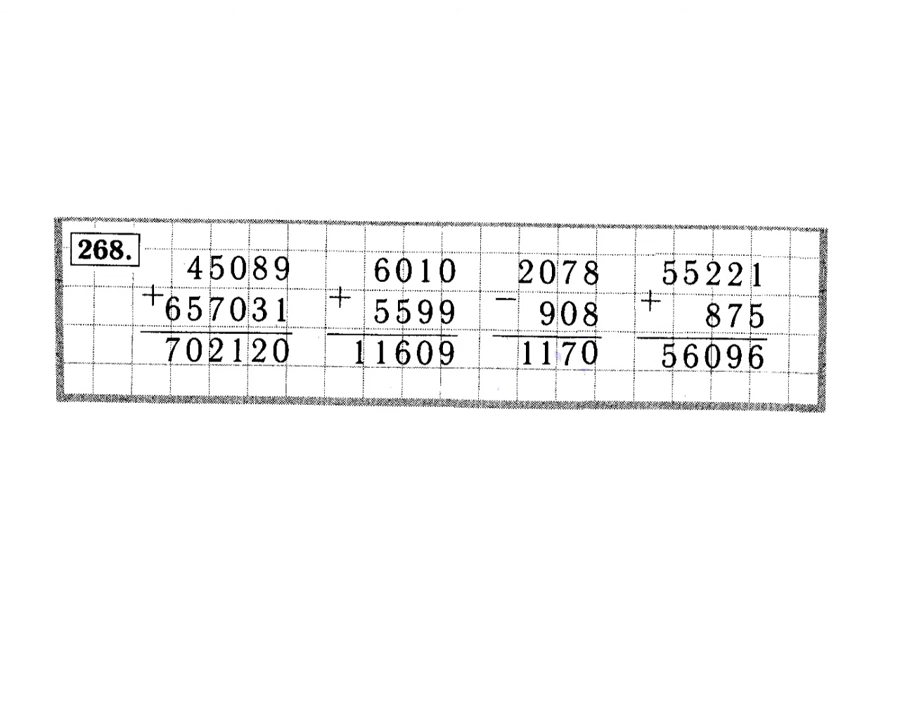 268.
45089 6010 2078 55221
+ + − +
657031 5599 908 875
702120 11609 1170 56096